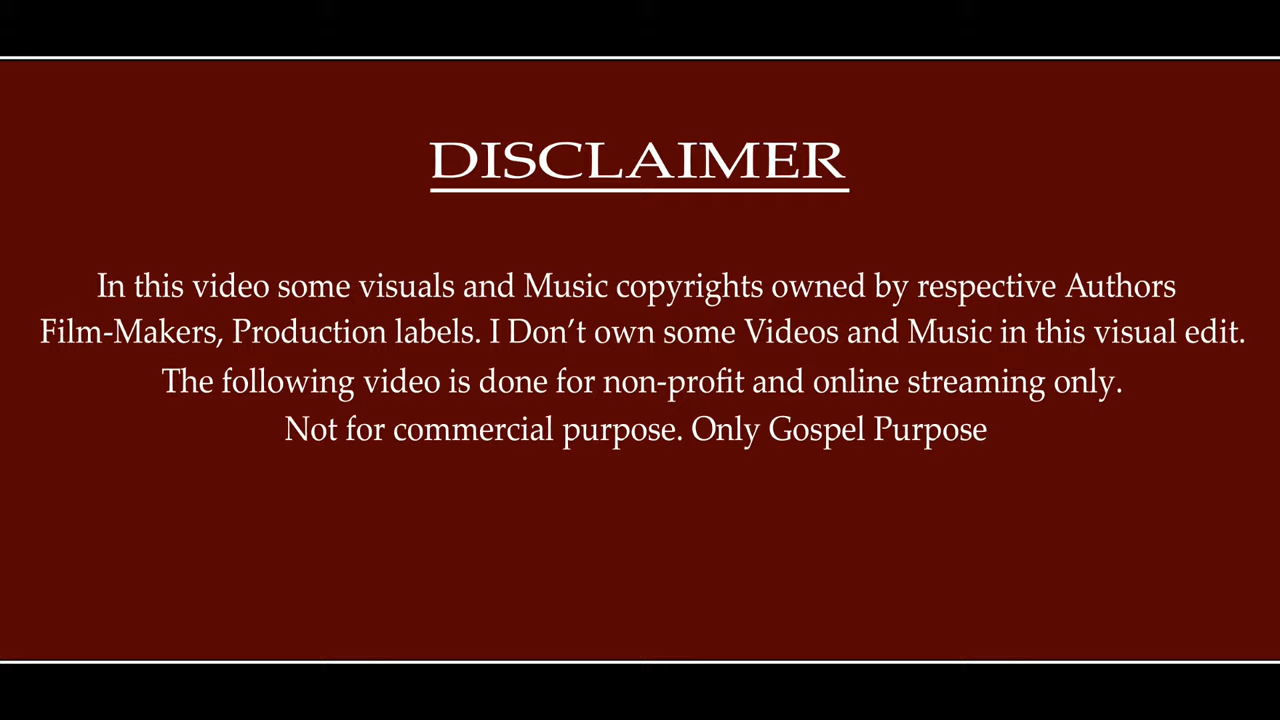 DISCLAIMER
In this video some visuals and Music copyrights owned by respective Authors
Film-Makers, Production labels. I Don’t own some Videos and Music in this visual edit.
The following video is done for non-profit and online streaming only.
Not for commercial purpose. Only Gospel Purpose